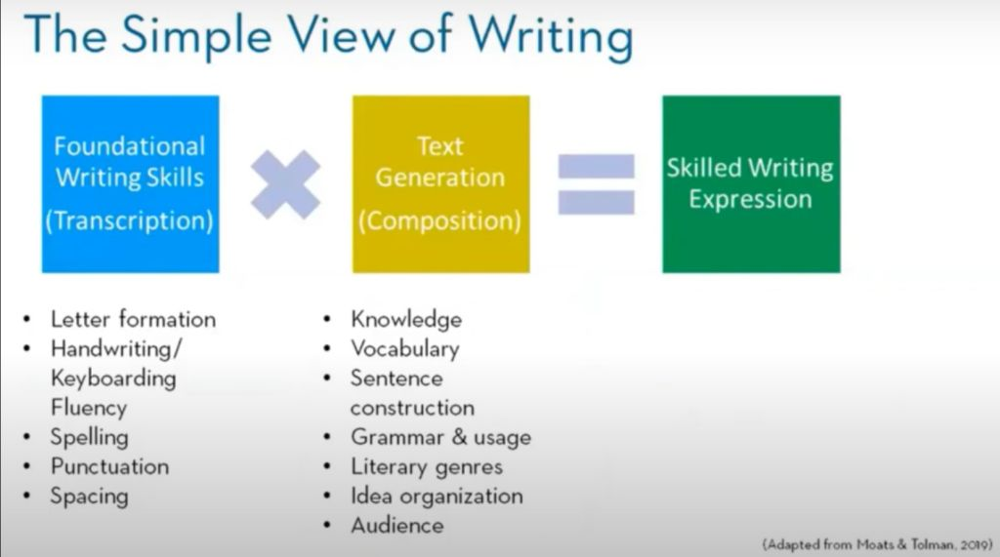 The Simple View of Writing
Foundational
Writing Skills
(Transcription)
Text
Generation
(Composition)
Skilled Writing
Expression
• Letter formation
• Handwriting/
Keyboarding
Fluency
• Spelling
• Punctuation
• Spacing
• Knowledge
• Vocabulary
• Sentence
construction
• Grammar & usage
• Literary genres
• Idea organization
• Audience
(Adapted from Moats & Tolman, 2019)